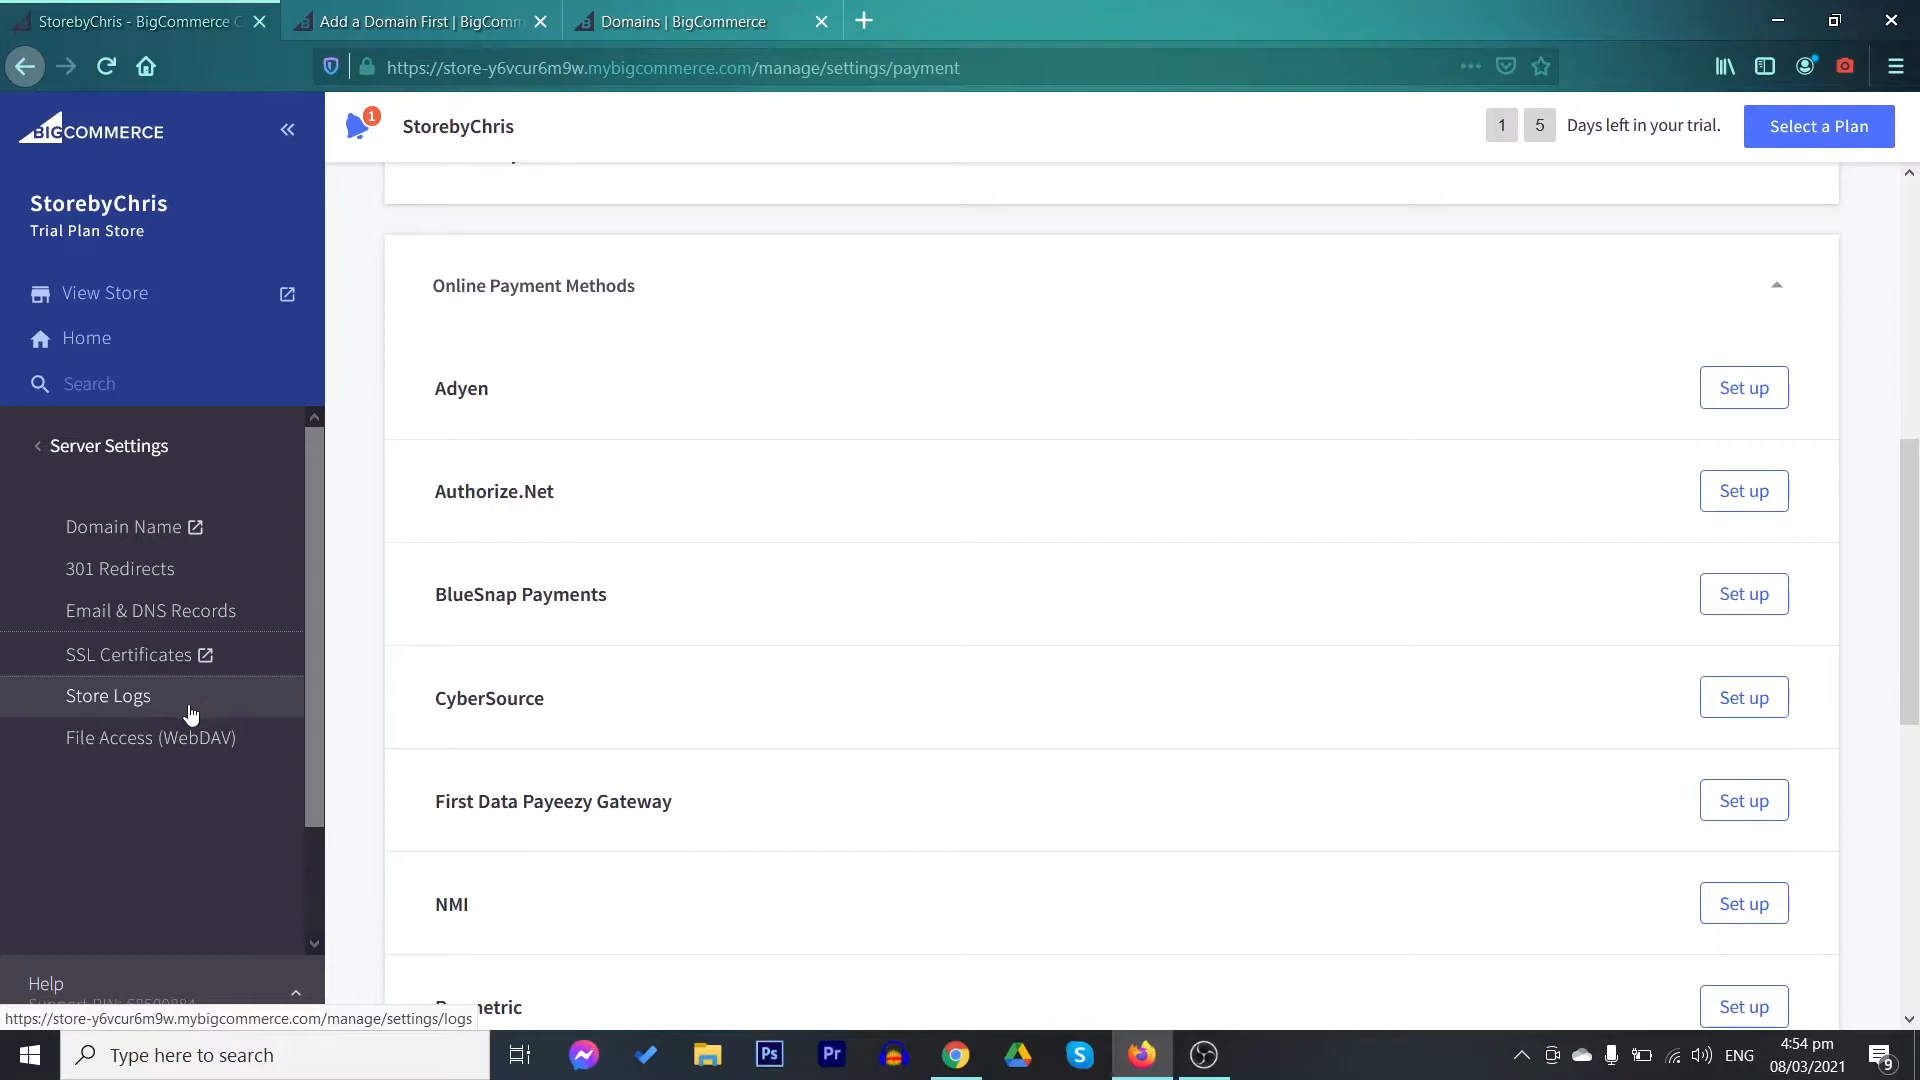 StorebyChris - BigCommerce C
Add a Domain First | BigComm
Domains | BigCommerce
https://store-y6vcur6m9w.mybigcommerce.com/manage/settings/payment
BIGCOMMERCE
1
StorebyChris
1 5 Days left in your trial.
Select a Plan
StorebyChris
Trial Plan Store
View Store
Home
Search
Server Settings
Domain Name
301 Redirects
Email & DNS Records
SSL Certificates
Store Logs
File Access (WebDAV)
Help
Online Payment Methods
Adyen
Set up
Authorize.Net
Set up
BlueSnap Payments
Set up
CyberSource
Set up
First Data Payeezy Gateway
Set up
NMI
Set up
Set up
https://store-y6vcur6m9w.mybigcommerce.com/manage/settings/logs
Type here to search
Ps
Pr
ENG
4:54 pm
08/03/2021
9